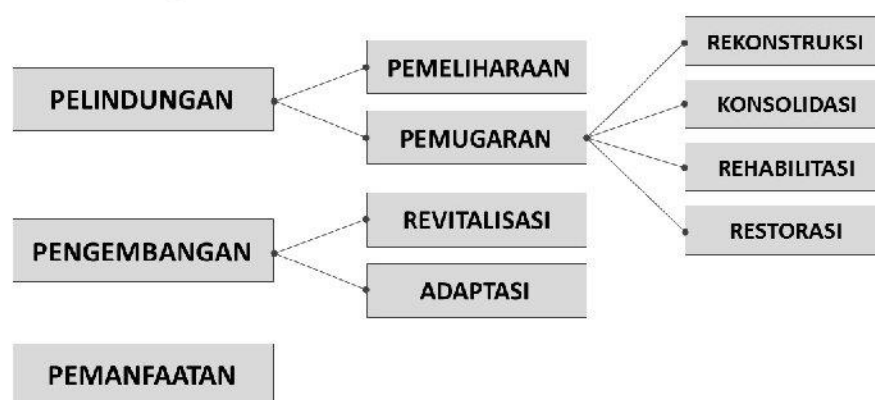 PELINDUNGAN
PEMELIHARAAN
PEMUGARAN
REKONSTRUKSI
KONSOLIDASI
REHABILITASI
RESTORASI
PENGEMBANGAN
REVITALISASI
ADAPTASI
PEMANFAATAN